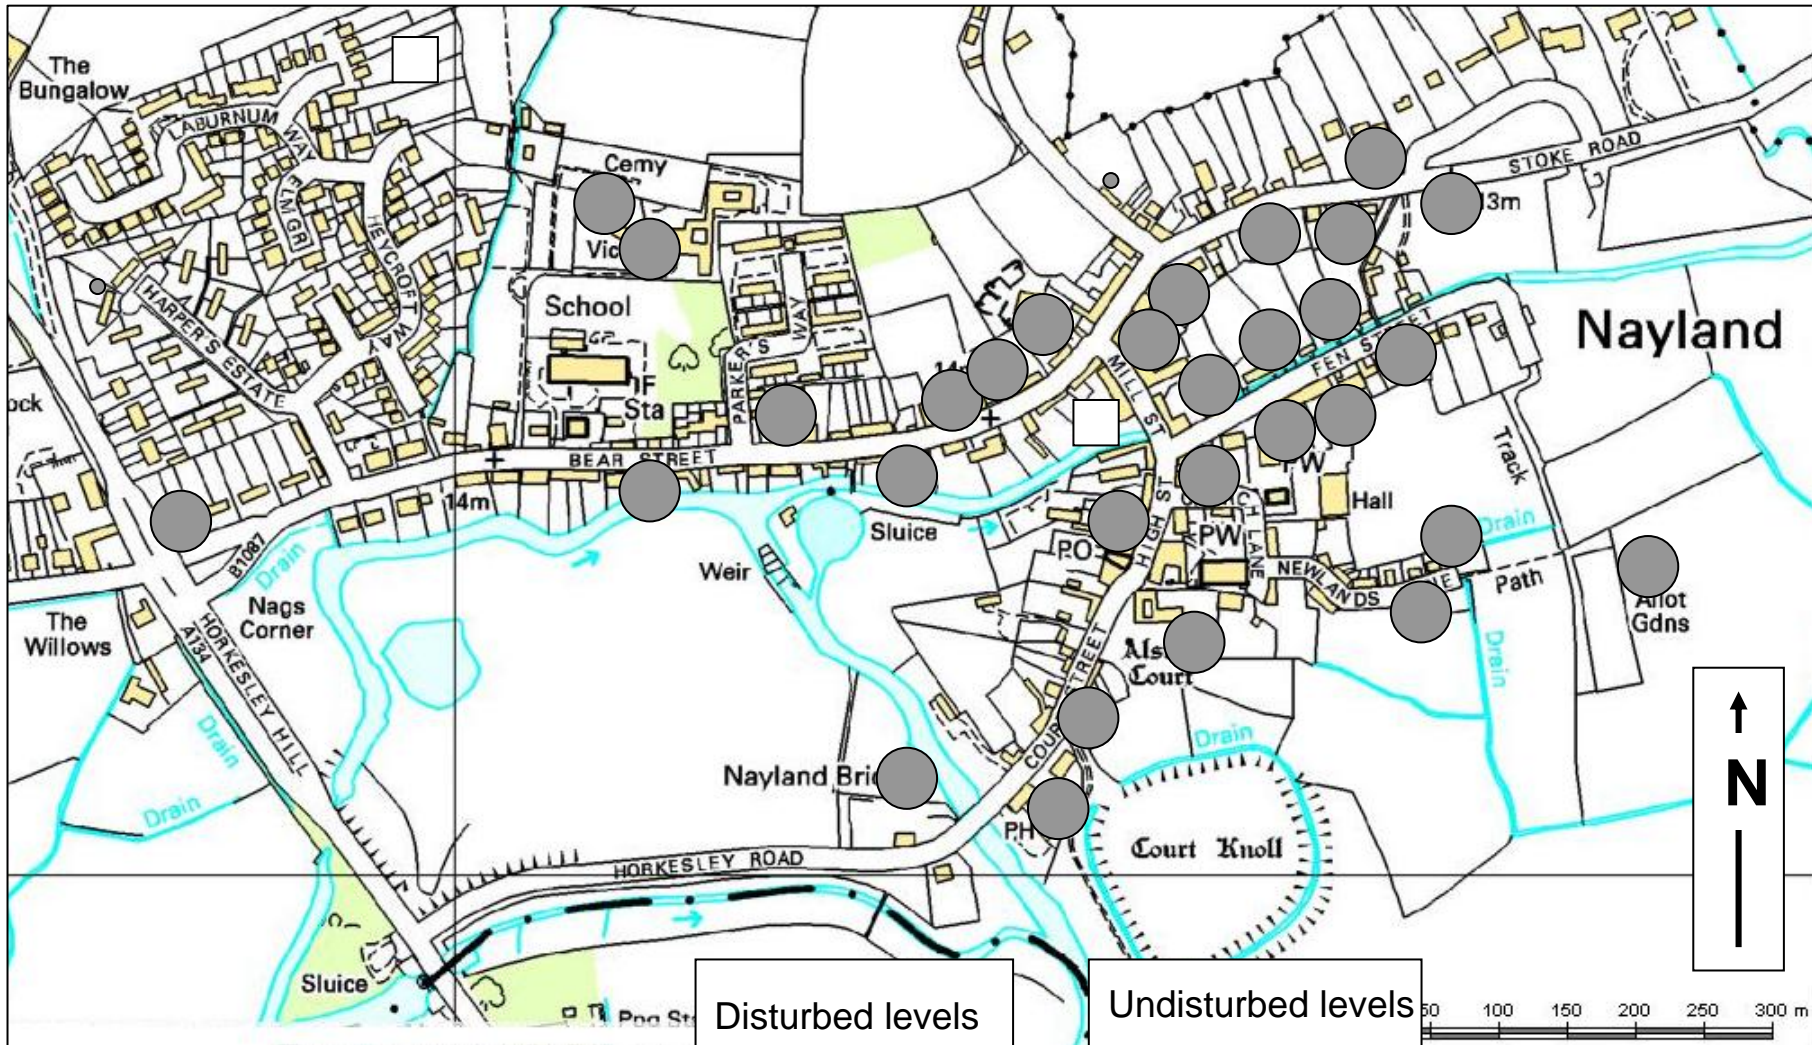 The
Bungalow
LABURNUM WAY
ELM GR
HEYCROFT WAY
HARPER'S ESTATE
Cemy
Vic
School
Sta
PARKER'S WAY
BEAR STREET
14m
B1087
Drain
Nags
Corner
The
Willows
A134
HORKESLEY HILL
Drain
Drain
Sluice
Weir
Sluice
STOKE ROAD
13m
Nayland
MILL ST
FEN STREET
Track
PW
Hall
HIGH ST
PO
PW
LANE
NEWLANDS
Drain
Path
Allot
Gdns
Drain
Court
COURT STREET
Drain
Nayland
PH
Court Knoll
HORKESLEY ROAD
N
Disturbed levels
Undisturbed levels
50 100 150 200 250 300 m